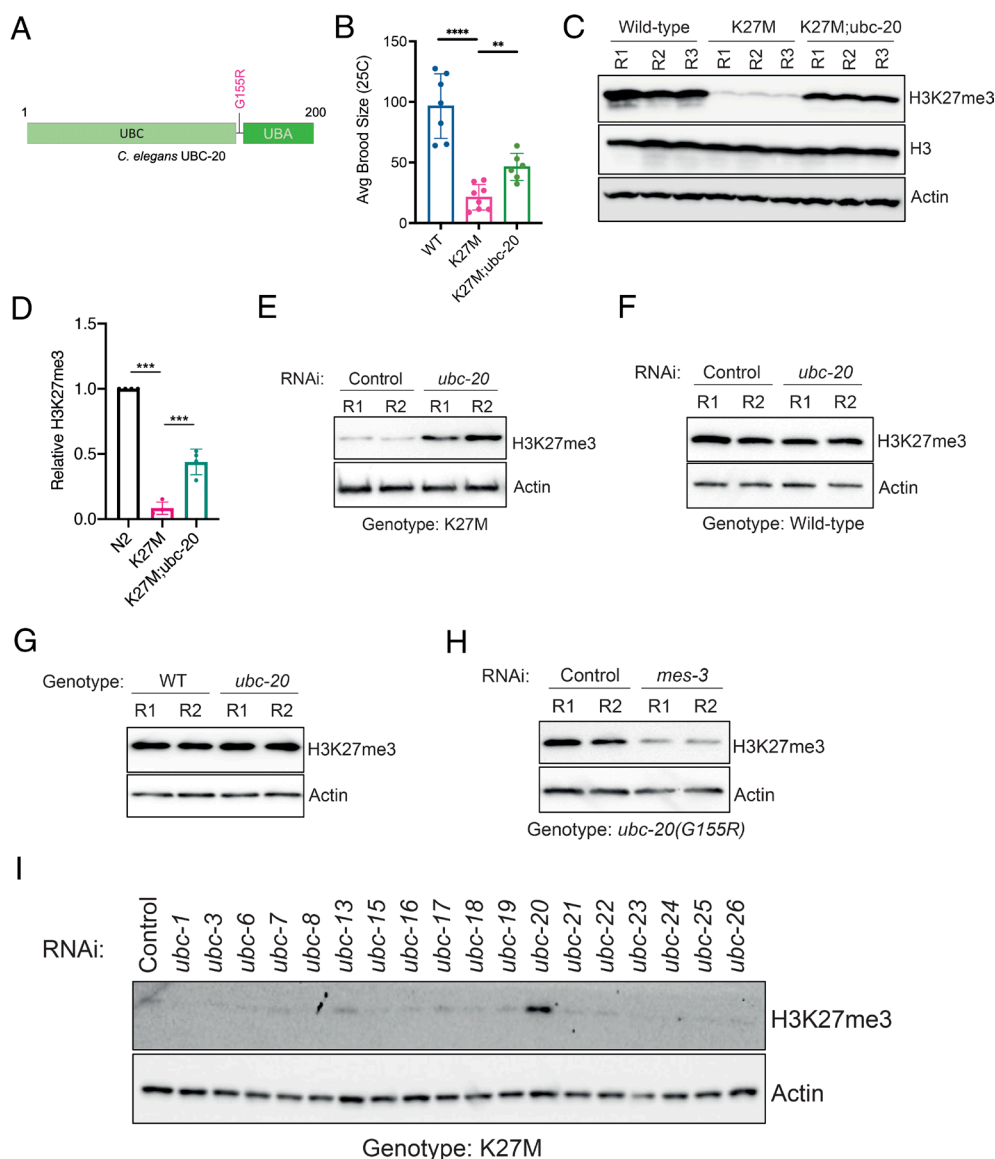 A
1
G155R
200
UBC
UBA
C. elegans UBC-20
B
Avg Brood Size (25C)
150
100
50
0
****
**
WT
K27M
K27M;ubc-20
C
Wild-type K27M K27M;ubc-20
R1 R2 R3 R1 R2 R3 R1 R2 R3
H3K27me3
H3
Actin
D
Relative H3K27me3
1.5
1.0
0.5
0.0
***
***
N2
K27M
K27M;ubc-20
E
RNAi: Control ubc-20
R1 R2 R1 R2
H3K27me3
Actin
Genotype: K27M
F
RNAi: Control ubc-20
R1 R2 R1 R2
H3K27me3
Actin
Genotype: Wild-type
G
Genotype: WT ubc-20
R1 R2 R1 R2
H3K27me3
Actin
H
RNAi: Control mes-3
R1 R2 R1 R2
H3K27me3
Actin
Genotype: ubc-20(G155R)
I
RNAi: Control ubc-1 ubc-3 ubc-6 ubc-7 ubc-8 ubc-13 ubc-15 ubc-16 ubc-17 ubc-18 ubc-19 ubc-20 ubc-21 ubc-22 ubc-23 ubc-24 ubc-25 ubc-26
H3K27me3
Actin
Genotype: K27M